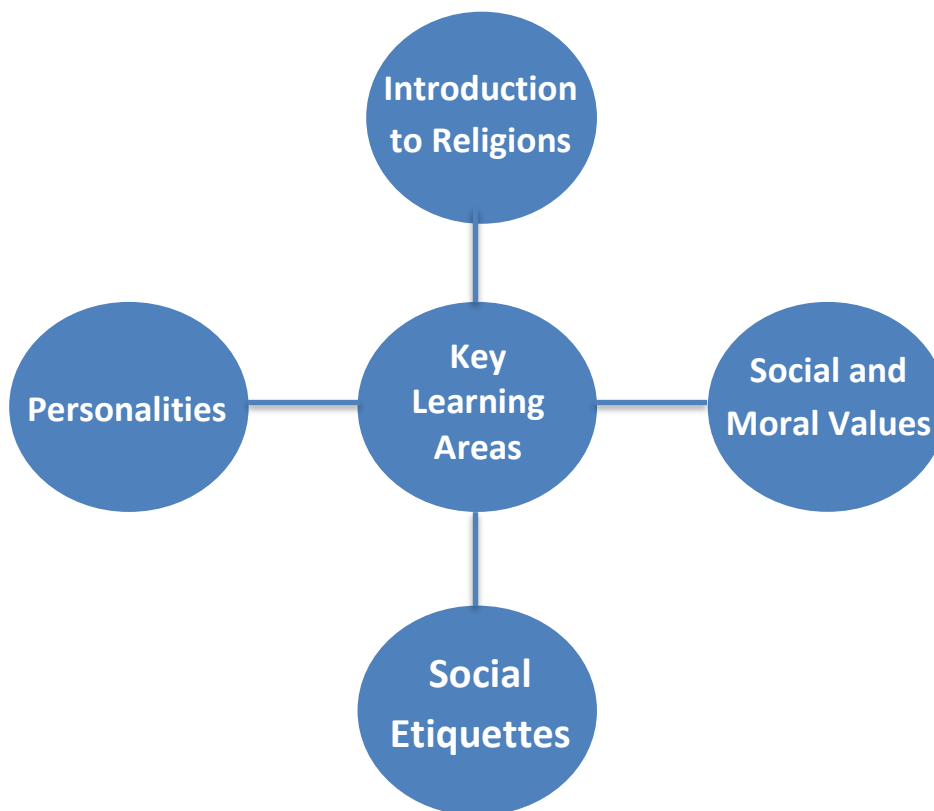 Introduction
to Religions
Key
Learning
Areas
Personalities
Social and
Moral Values
Social
Etiquettes